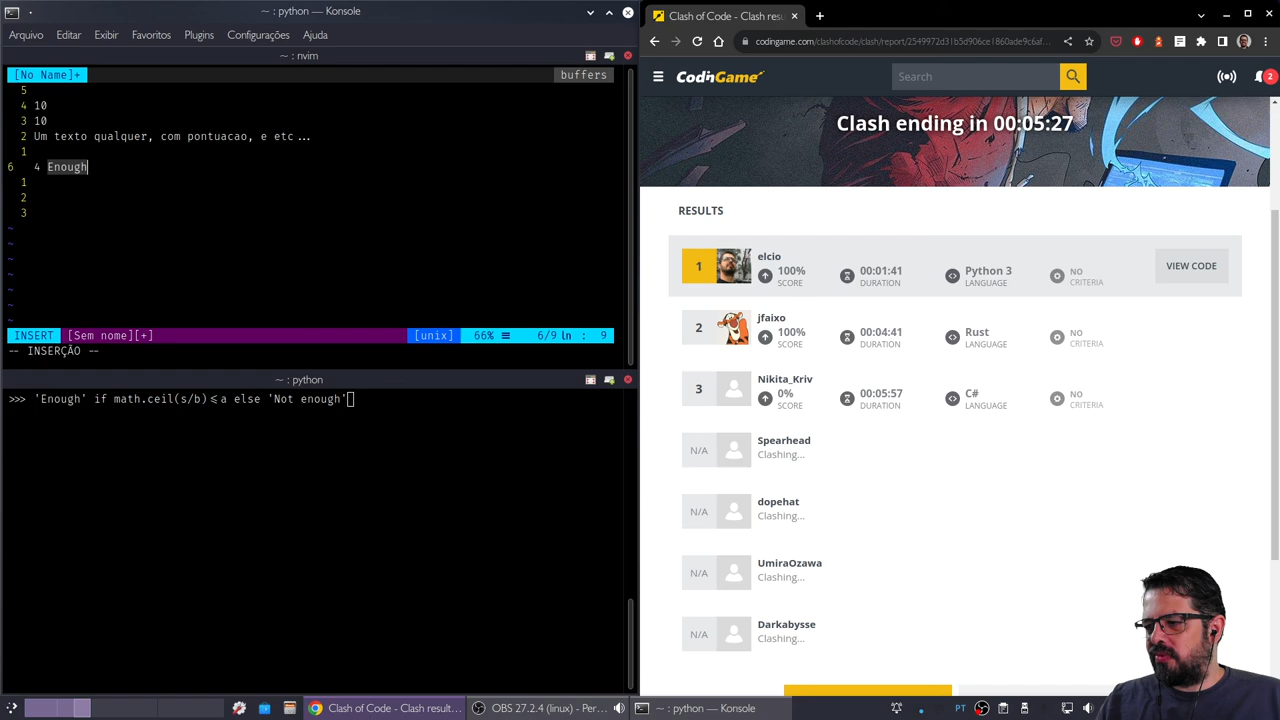 ~ : python — Konsole
Arquivo Editar Exibir Favoritos Plugins Configurações Ajuda
~ : nvim
[No Name]+ buffers
5
4 10
3 10
2 Um texto qualquer, com pontuacao, e etc...
1
6 4 Enough
1
2
3
~
~
~
~
~
~
INSERT [Sem nome][+] [unix] 66% ≡ 6/9 ln : 9
-- INSERÇÃO --
~ : python
>>> 'Enough' if math.ceil(s/b)<=a else 'Not enough'
Clash of Code - Clash resu
codingame.com/clashofcode/clash/report/2549972d31b5d906ce1860ade9c6af...
CodinGame Search 2
Clash ending in 00:05:27
RESULTS
1 elcio 100% SCORE 00:01:41 DURATION Python 3 LANGUAGE NO CRITERIA VIEW CODE
2 jfaixo 100% SCORE 00:04:41 DURATION Rust LANGUAGE NO CRITERIA
3 Nikita_Kriv 0% SCORE 00:05:57 DURATION C# LANGUAGE NO CRITERIA
N/A Spearhead Clashing...
N/A dopehat Clashing...
N/A UmiraOzawa Clashing...
N/A Darkabysse Clashing...
Clash of Code - Clash result... OBS 27.2.4 (linux) - Per... ~ : python — Konsole PT